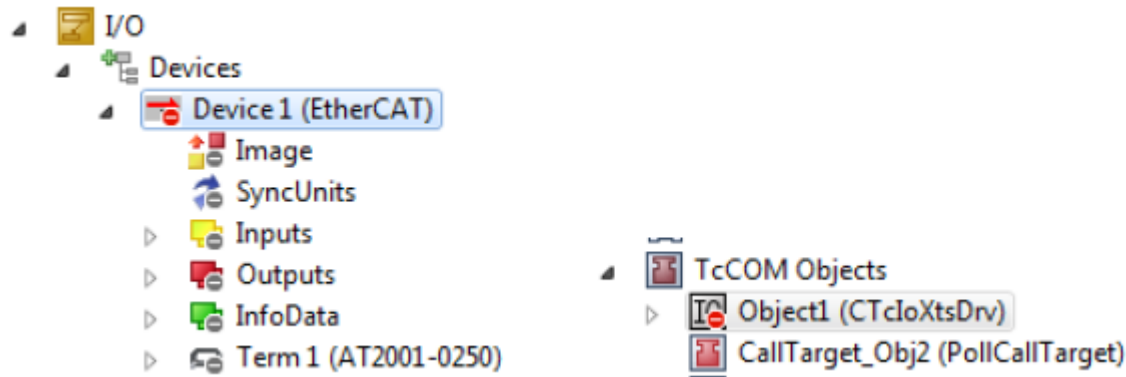 I/O
Devices
Device 1 (EtherCAT)
Image
SyncUnits
Inputs
Outputs
InfoData
Term 1 (AT2001-0250)
TcCOM Objects
Object1 (CTcIoXtsDrv)
CallTarget_Obj2 (PollCallTarget)